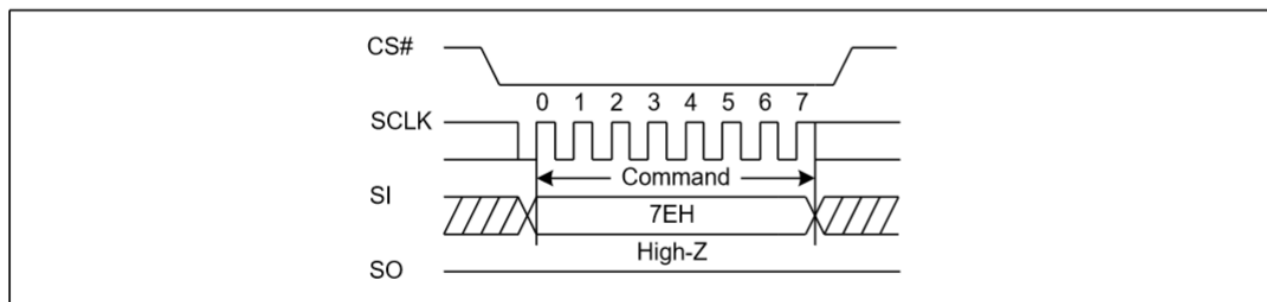 CS#
0 1 2 3 4 5 6 7
SCLK
Command
SI
7EH
High-Z
SO